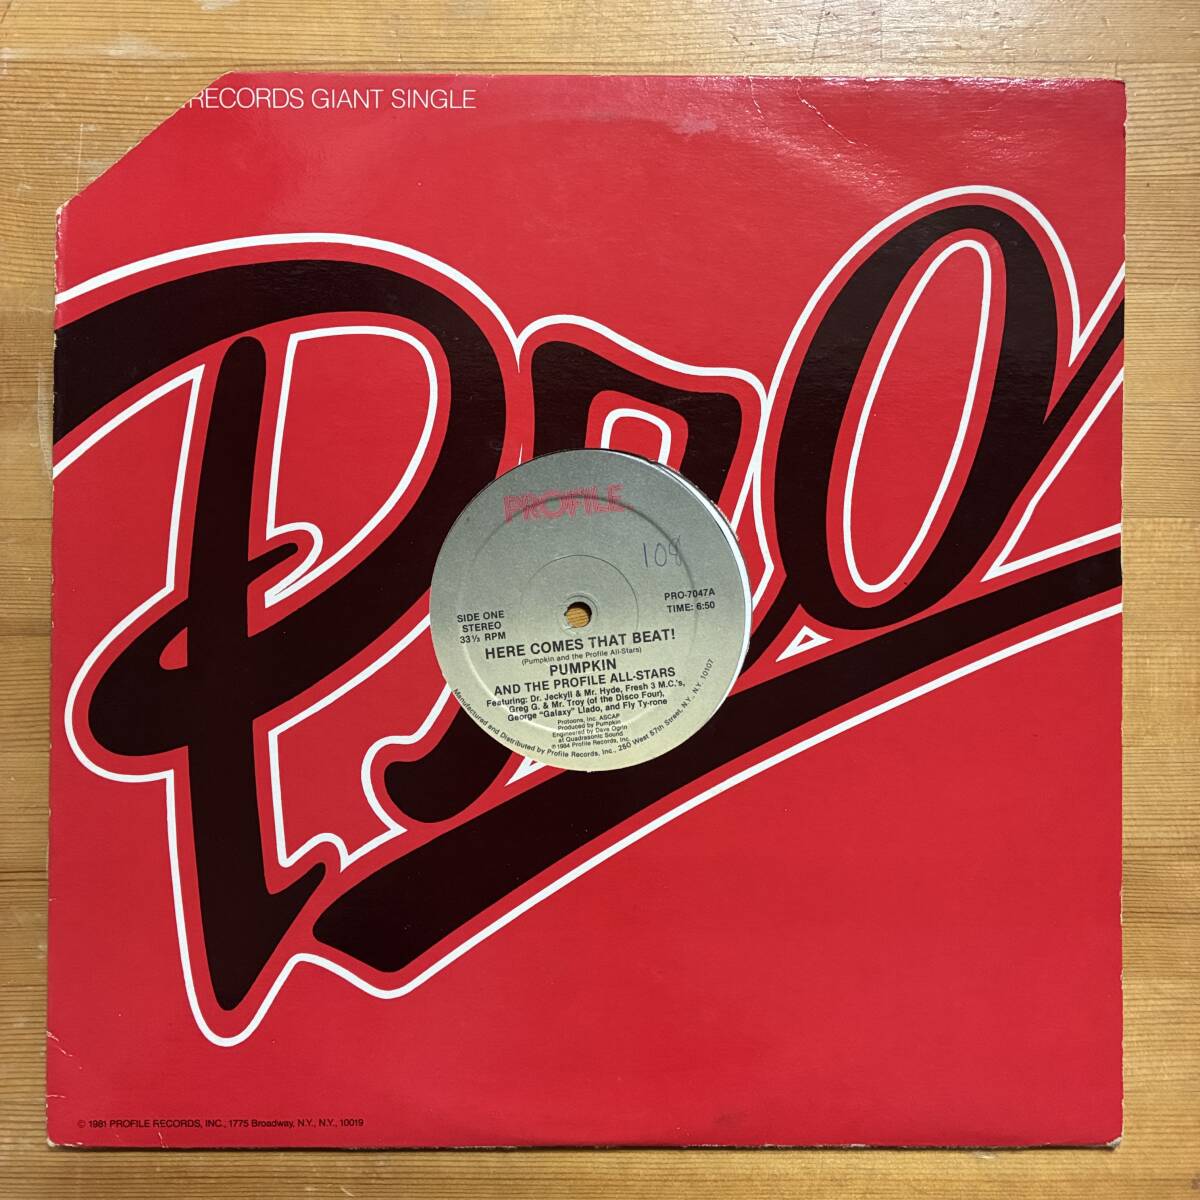 RECORDS GIANT SINGLE
Pro
PROFILE.
108
PRO-7047A
TIME: 6:50
SIDE ONE
STEREO
33⅓ RPM
HERE COMES THAT BEAT!
(Pumpkin and the Profile All-Stars)
PUMPKIN
AND THE PROFILE ALL-STARS
Featuring: Dr. Jeckyll & Mr. Hyde, Fresh 3 M.C.'s,
Greg G. & Mr. Troy (of the Disco Four),
George "Galaxy" Llado, and Fly Ty-rone
Protoons, Inc. ASCAP
Produced by Pumpkin
Engineered by Dave Ogrin
at Quadrasonic Sound
℗1984 Profile Records, Inc.
Manufactured and Distributed by Profile Records, Inc., 250 West 57th Street, N.Y., N.Y. 10107
© 1981 PROFILE RECORDS, INC., 1775 Broadway, N.Y., N.Y., 10019